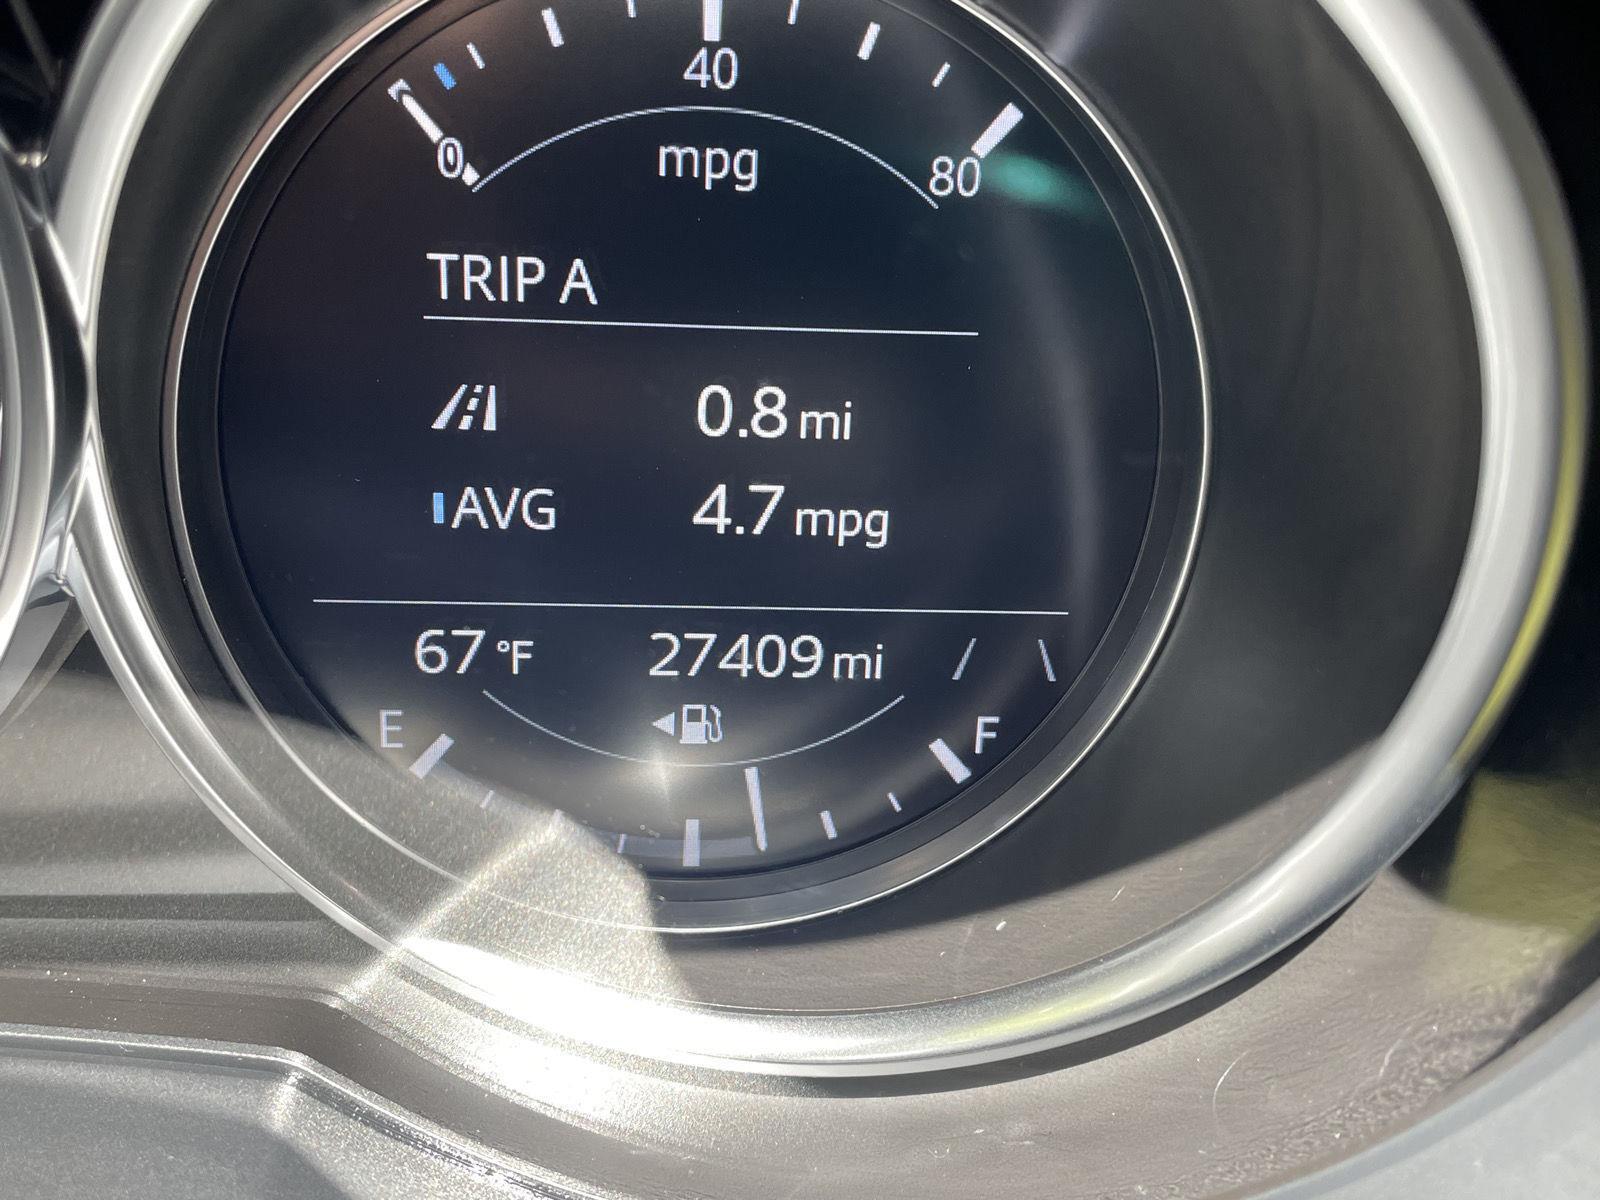 40
0 80
mpg
TRIP A
0.8 mi
AVG 4.7 mpg
67 °F 27409 mi
E F